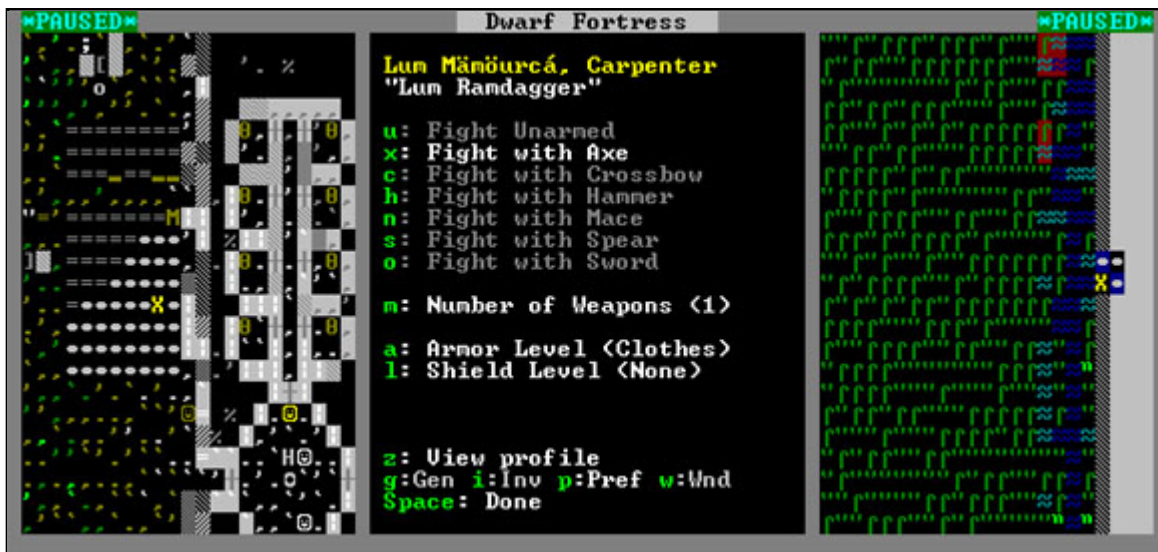 *PAUSED* Dwarf Fortress *PAUSED*
Lum Mämöurcá, Carpenter
"Lum Ramdagger"
u: Fight Unarmed
x: Fight with Axe
c: Fight with Crossbow
h: Fight with Hammer
n: Fight with Mace
s: Fight with Spear
o: Fight with Sword
m: Number of Weapons (1)
a: Armor Level (Clothes)
l: Shield Level (None)
z: View profile
g:Gen i:Inv p:Pref w:Wnd
Space: Done